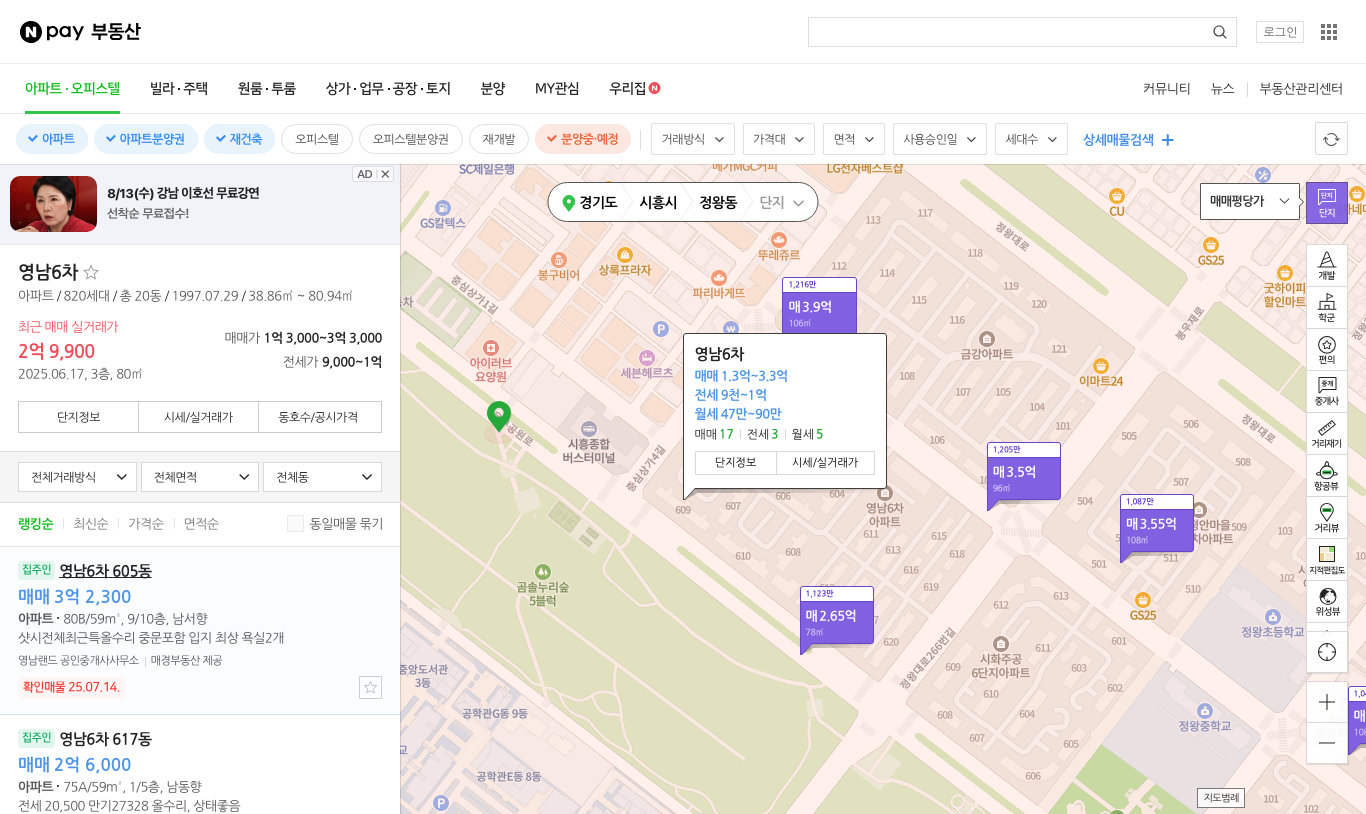 N pay 부동산
로그인
아파트·오피스텔 빌라·주택 원룸·투룸 상가·업무·공장·토지 분양 MY관심 우리집 N
커뮤니티 뉴스 부동산관리센터
아파트 아파트분양권 재건축 오피스텔 오피스텔분양권 재개발 분양중·예정 거래방식 가격대 면적 사용승인일 세대수 상세매물검색
AD
8/13(수) 강남 이호선 무료강연
선착순 무료접수!
영남6차
아파트 / 820세대 / 총 20동 / 1997.07.29 / 38.86㎡ ~ 80.94㎡
최근 매매 실거래가
2억 9,900
2025.06.17, 3층, 80㎡
매매가 1억 3,000~3억 3,000
전세가 9,000~1억
단지정보 시세/실거래가 동호수/공시가격
전체거래방식 전체면적 전체동
랭킹순 최신순 가격순 면적순 동일매물 묶기
집주인 영남6차 605동
매매 3억 2,300
아파트 · 80B/59㎡, 9/10층, 남서향
샷시전체최근특올수리 중문포함 입지 최상 욕실2개
영남랜드 공인중개사사무소 매경부동산 제공
확인매물 25.07.14.
집주인 영남6차 617동
매매 2억 6,000
아파트 · 75A/59㎡, 1/5층, 남동향
전세 20,500 만기27328 올수리, 상태좋음
경기도 시흥시 정왕동 단지
매매평당가
단지
단지
개발
학군
편의
중개
중개사
거리재기
항공뷰
거리뷰
지적편집도
위성뷰
지도범례
SC제일은행
메가MGC커피
LG전자베스트샵
GS칼텍스
CU
GS25
뚜레쥬르
봉구비어
상록프라자
파리바게뜨
굿하이피
할인마트
중심상가1길
정왕대로
봉우재로
113
117
118
112
114
115
116
119
120
121
1,216만
매3.9억
106㎡
P
₩
아이러브
요양원
세븐헤르츠
금강아파트
이마트24
영남6차
매매 1.3억~3.3억
전세 9천~1억
월세 47만~90만
매매 17 전세 3 월세 5
단지정보 시세/실거래가
108
107
105
104
106
101
공원로
시흥종합
버스터미널
중심상가4길
505
506
508
정왕대로
1,205만
매3.5억
96㎡
1,087만
매3.55억
108㎡
504
509
103
501
609
607
606
604
영남6차
아파트
611
610
608
곰솔누리숲
5블럭
1,123만
매2.65억
78㎡
620
612
613
605
GS25
601
정왕초등학교
609
611
603
시화주공
6단지아파트
610
602
정왕대로266번길
중앙도서관
3동
공학관G동 9동
공학관E동 8동
608
604
607
605
606
정왕중학교
P
101
102